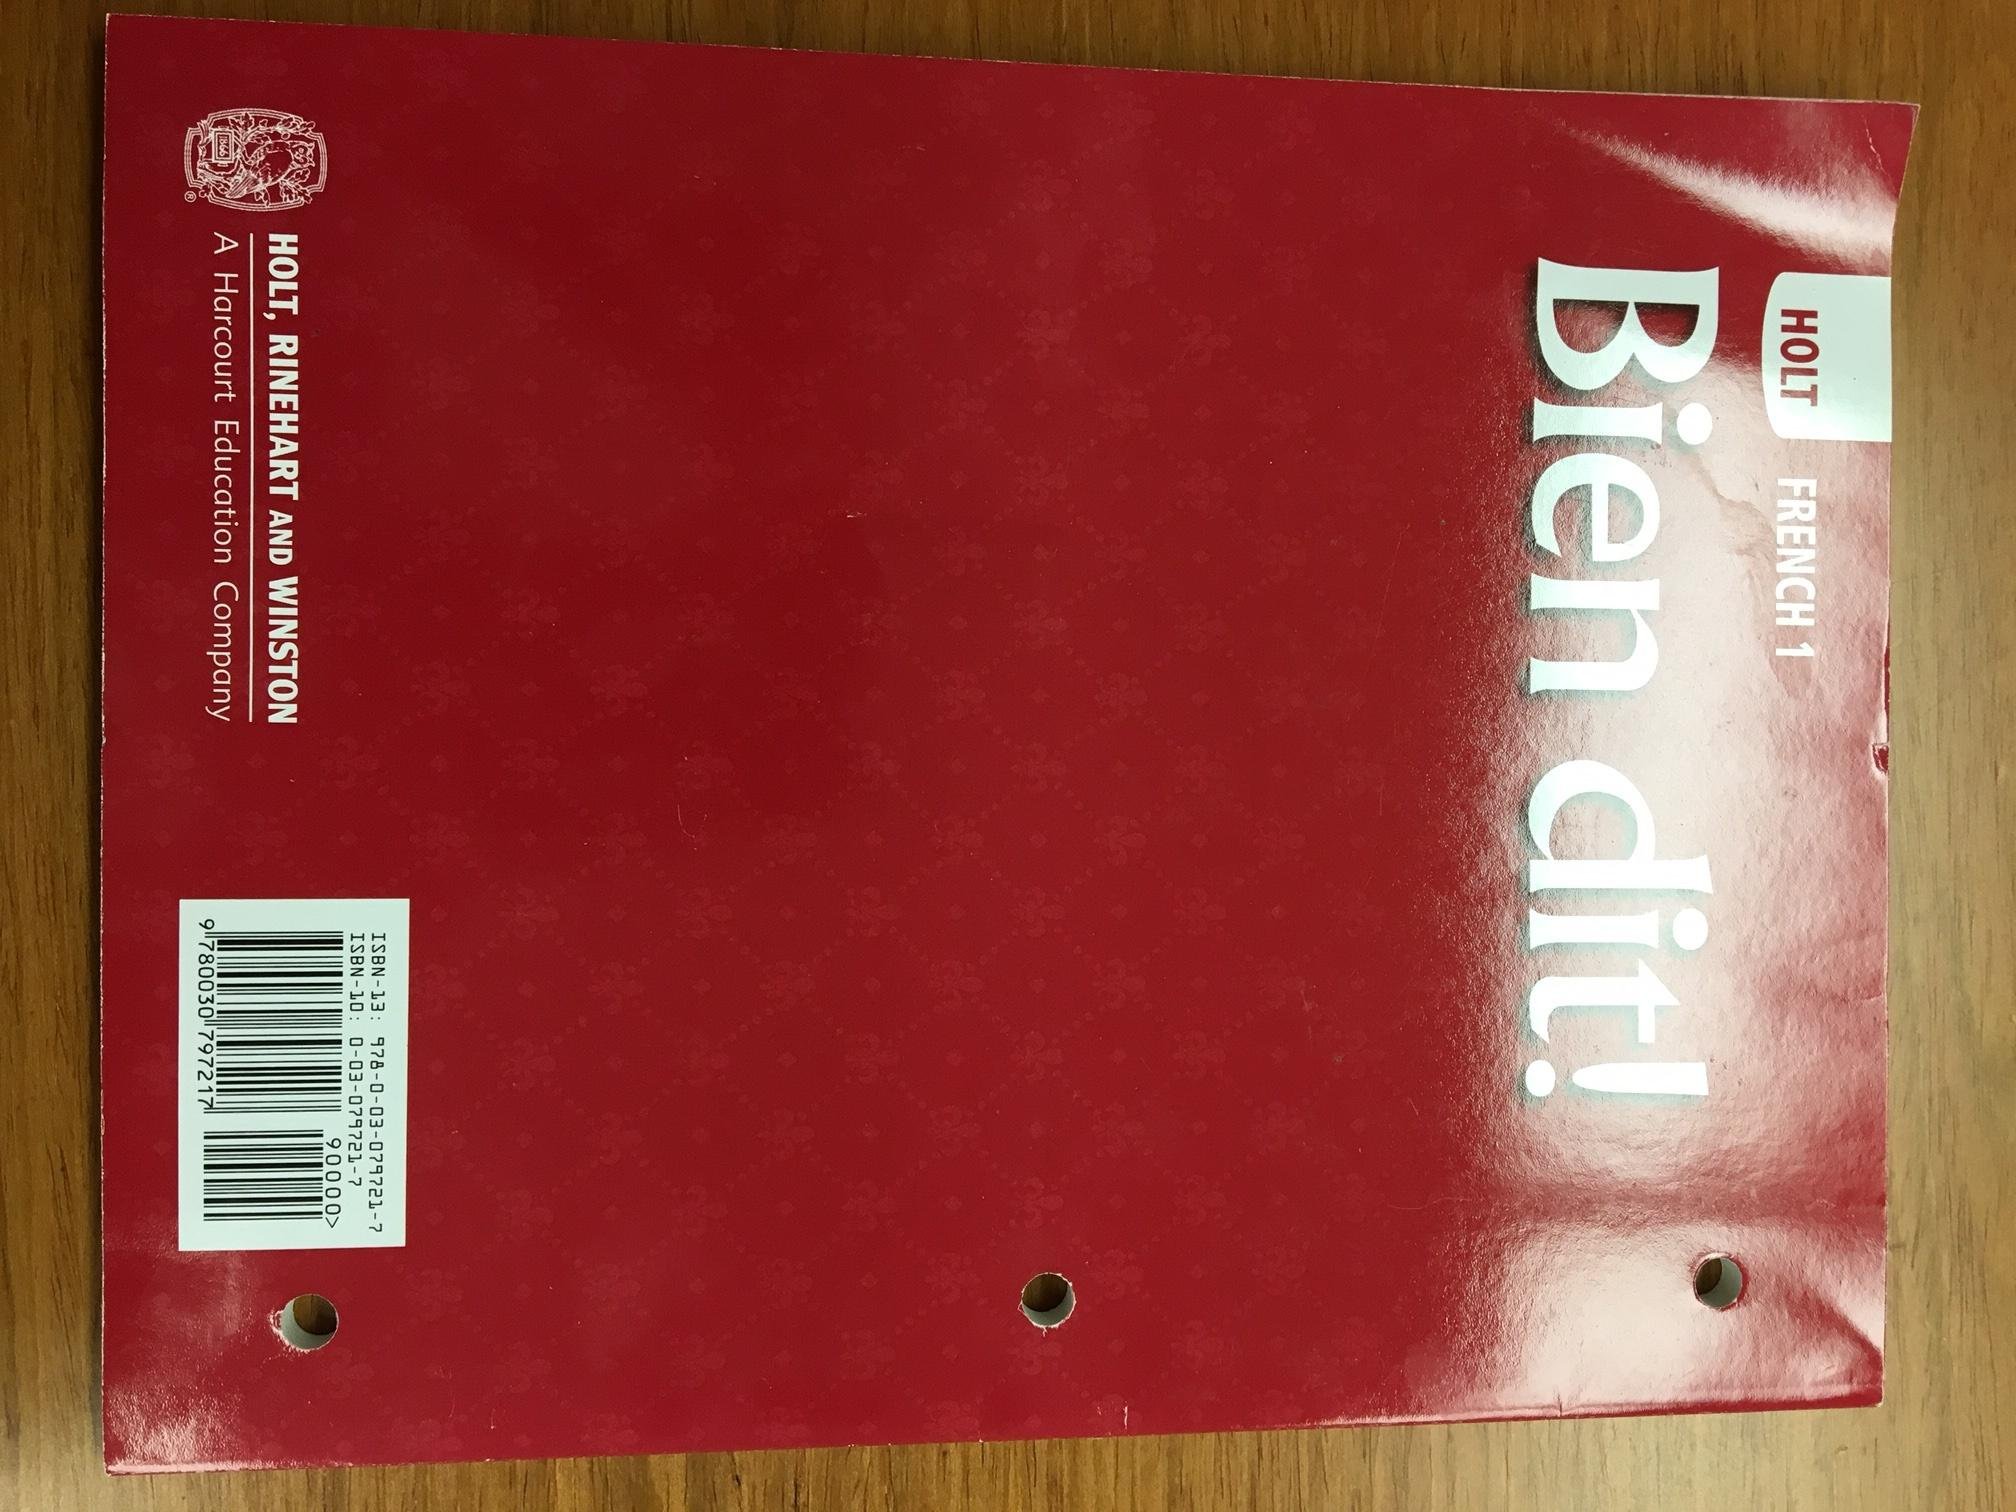 HOLT FRENCH 1
Bien dit!
1866
®
HOLT, RINEHART AND WINSTON
A Harcourt Education Company
ISBN-13: 978-0-03-079721-7
ISBN-10: 0-03-079721-7
90000>
9 780030 797217